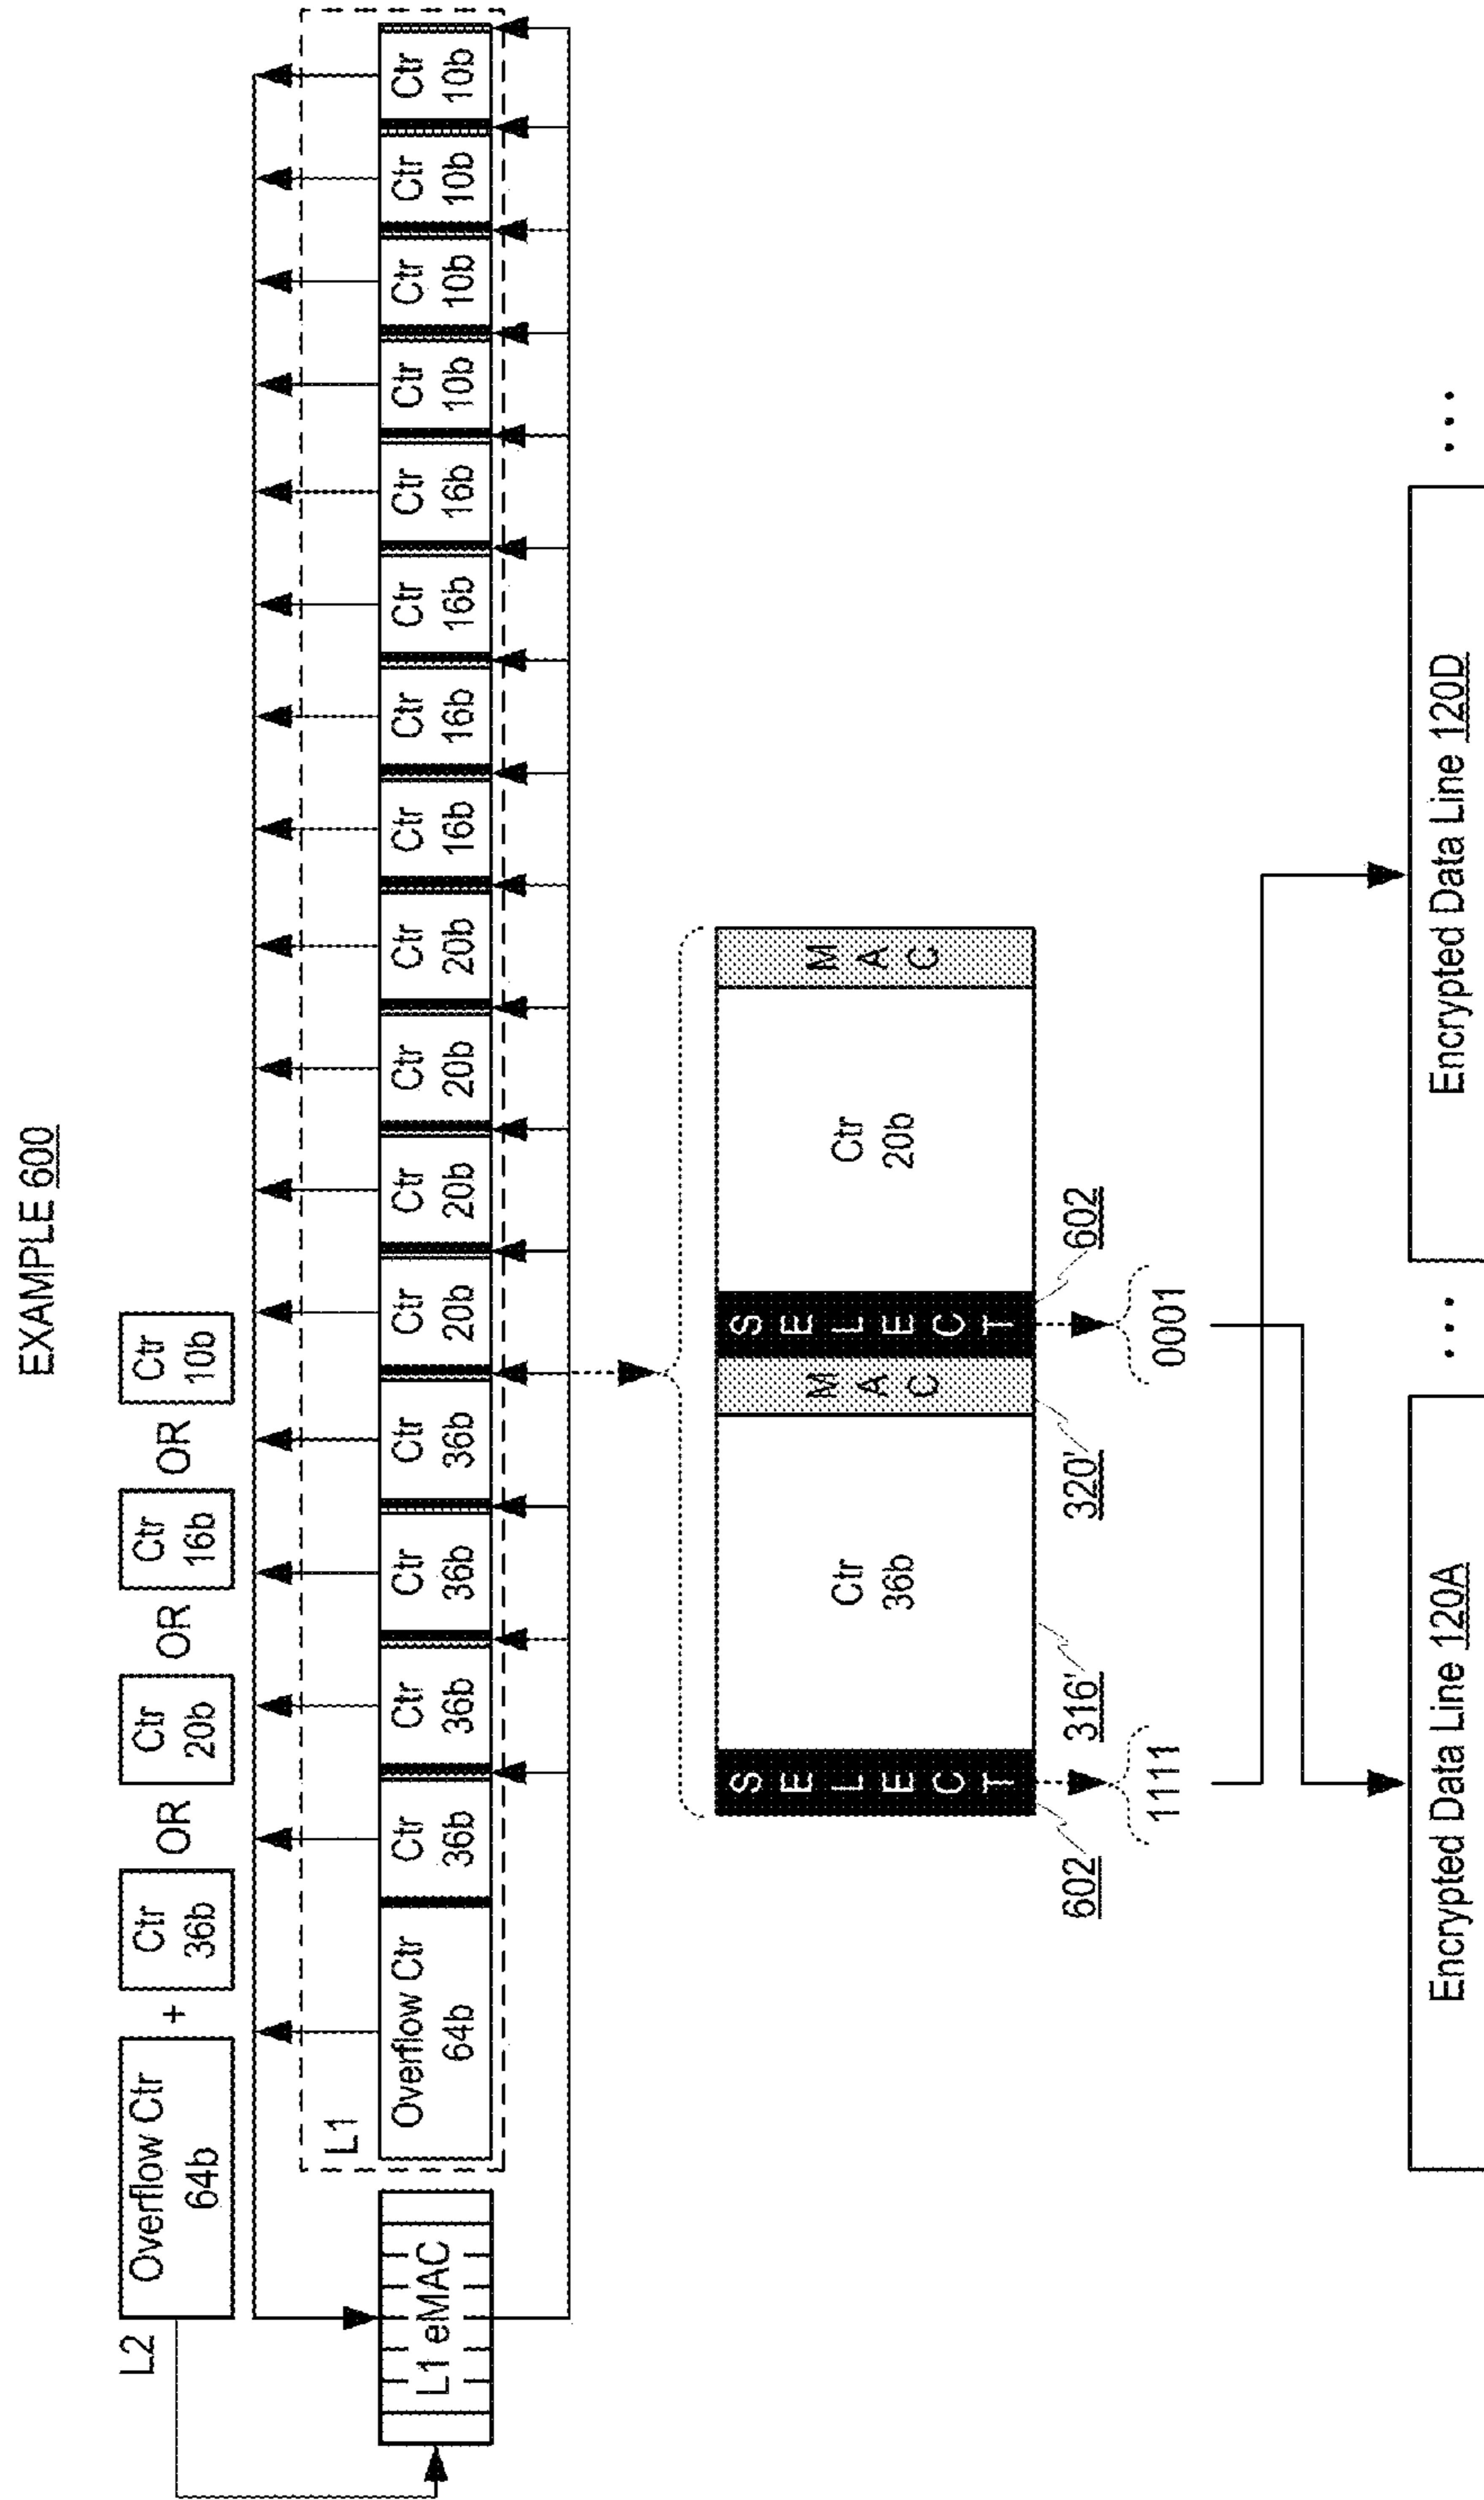 EXAMPLE 600
L2
Overflow Ctr
64b
+
Ctr
36b
OR
Ctr
20b
OR
Ctr
16b
OR
Ctr
10b
L1
L1 eMAC
Overflow Ctr
64b
Ctr
36b
Ctr
36b
Ctr
36b
Ctr
36b
Ctr
20b
Ctr
20b
Ctr
20b
Ctr
20b
Ctr
16b
Ctr
16b
Ctr
16b
Ctr
16b
Ctr
10b
Ctr
10b
Ctr
10b
Ctr
10b
SELECT
Ctr
36b
MAC
SELECT
Ctr
20b
MAC
602
316'
320'
602
1111
0001
Encrypted Data Line 120A
...
Encrypted Data Line 120D
...